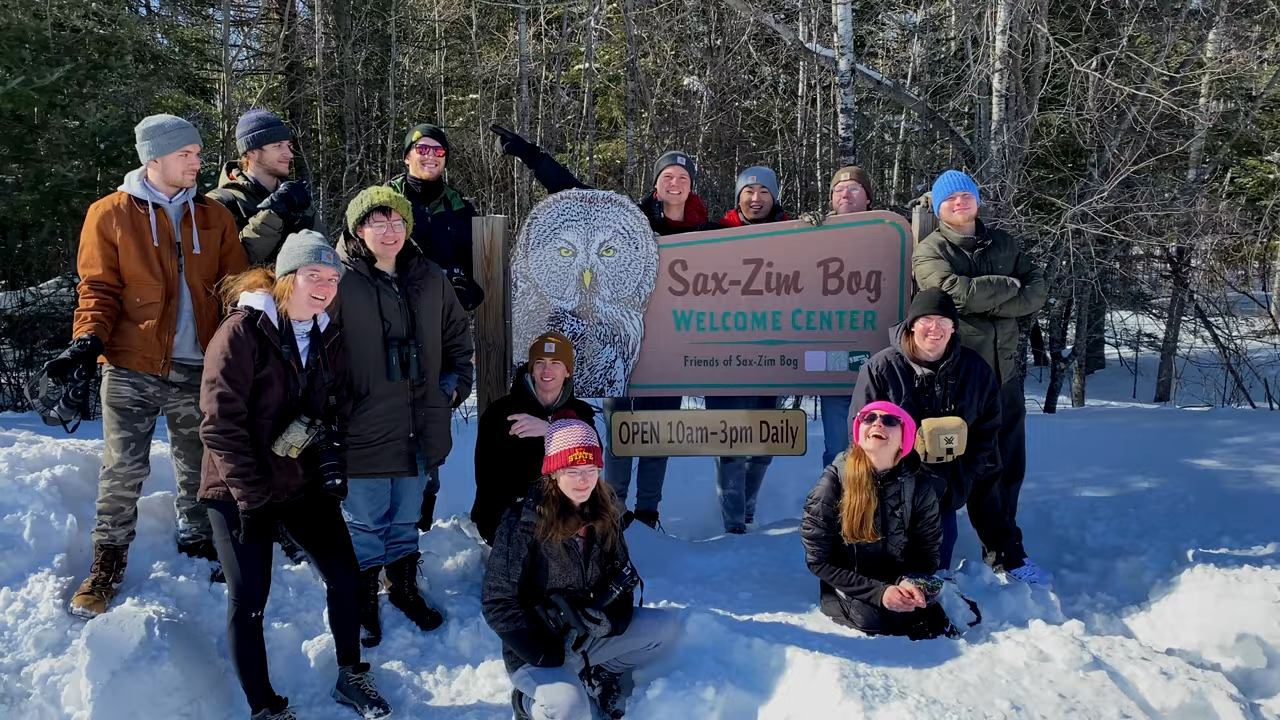 Sax-Zim Bog
WELCOME CENTER
Friends of Sax-Zim Bog
OPEN 10am-3pm Daily
STATE